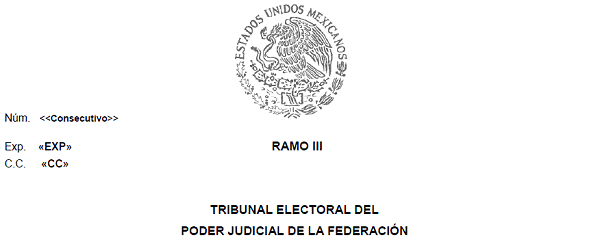 ESTADOS UNIDOS MEXICANOS
Núm. <<Consecutivo>>
Exp. «EXP» RAMO III
C.C. «CC»
TRIBUNAL ELECTORAL DEL
PODER JUDICIAL DE LA FEDERACIÓN